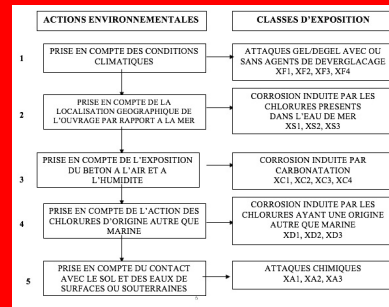 ACTIONS ENVIRONNEMENTALES
CLASSES D'EXPOSITION
1
PRISE EN COMPTE DES CONDITIONS
CLIMATIQUES
ATTAQUES GEL/DEGEL AVEC OU
SANS AGENTS DE DEVERGLACAGE
XF1, XF2, XF3, XF4
2
PRISE EN COMPTE DE LA
LOCALISATION GEOGRAPHIQUE DE
L'OUVRAGE PAR RAPPORT A LA MER
CORROSION INDUITE PAR LES
CHLORURES PRESENTS
DANS L'EAU DE MER
XS1, XS2, XS3
3
PRISE EN COMPTE DE L'EXPOSITION
DU BETON A L'AIR ET A
L'HUMIDITE
CORROSION INDUITE PAR
CARBONATATION
XC1, XC2, XC3, XC4
4
PRISE EN COMPTE DE L'ACTION DES
CHLORURES D'ORIGINE AUTRE QUE
MARINE
CORROSION INDUITE PAR LES
CHLORURES AYANT UNE ORIGINE
AUTRE QUE MARINE
XD1, XD2, XD3
5
PRISE EN COMPTE DU CONTACT
AVEC LE SOL ET DES EAUX DE
SURFACES OU SOUTERRAINES
ATTAQUES CHIMIQUES
XA1, XA2, XA3